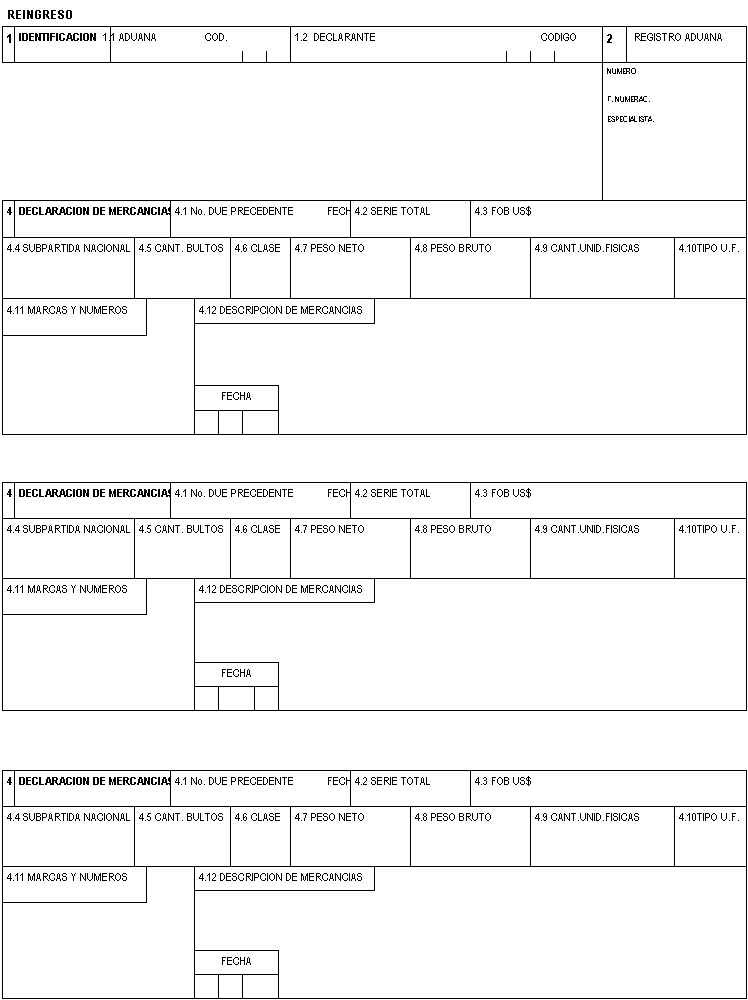 REINGRESO
1 IDENTIFICACION 1.1 ADUANA COD. 1.2 DECLARANTE CODIGO 2 REGISTRO ADUANA
NUMERO
F.NUMERAC.
ESPECIALISTA.
4 DECLARACION DE MERCANCIAS 4.1 No. DUE PRECEDENTE FECH 4.2 SERIE TOTAL 4.3 FOB US$
4.4 SUBPARTIDA NACIONAL 4.5 CANT. BULTOS 4.6 CLASE 4.7 PESO NETO 4.8 PESO BRUTO 4.9 CANT.UNID.FISICAS 4.10TIPO U.F.
4.11 MARCAS Y NUMEROS 4.12 DESCRIPCION DE MERCANCIAS
FECHA
4 DECLARACION DE MERCANCIAS 4.1 No. DUE PRECEDENTE FECH 4.2 SERIE TOTAL 4.3 FOB US$
4.4 SUBPARTIDA NACIONAL 4.5 CANT. BULTOS 4.6 CLASE 4.7 PESO NETO 4.8 PESO BRUTO 4.9 CANT.UNID.FISICAS 4.10TIPO U.F.
4.11 MARCAS Y NUMEROS 4.12 DESCRIPCION DE MERCANCIAS
FECHA
4 DECLARACION DE MERCANCIAS 4.1 No. DUE PRECEDENTE FECH 4.2 SERIE TOTAL 4.3 FOB US$
4.4 SUBPARTIDA NACIONAL 4.5 CANT. BULTOS 4.6 CLASE 4.7 PESO NETO 4.8 PESO BRUTO 4.9 CANT.UNID.FISICAS 4.10TIPO U.F.
4.11 MARCAS Y NUMEROS 4.12 DESCRIPCION DE MERCANCIAS
FECHA